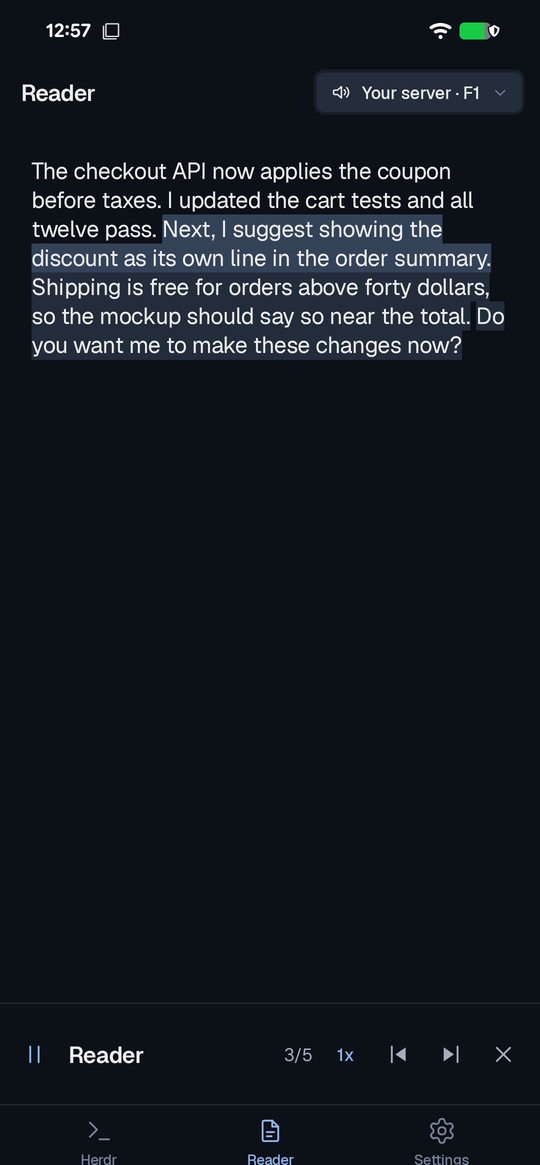 12:57
Reader
Your server · F1
The checkout API now applies the coupon
before taxes. I updated the cart tests and all
twelve pass. Next, I suggest showing the
discount as its own line in the order summary.
Shipping is free for orders above forty dollars,
so the mockup should say so near the total. Do
you want me to make these changes now?
Reader
3/5
1x
Herdr
Reader
Settings